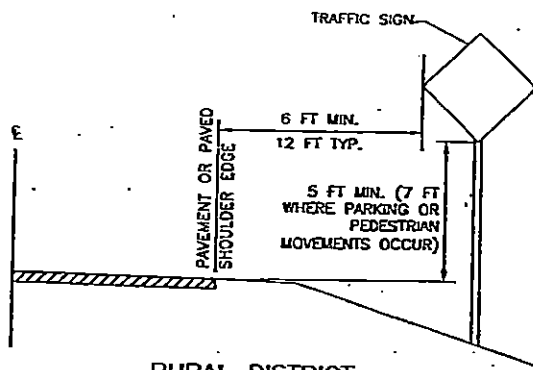 TRAFFIC SIGN
6 FT MIN.
12 FT TYP.
℄
PAVEMENT OR PAVED
SHOULDER EDGE
5 FT MIN. (7 FT
WHERE PARKING OR
PEDESTRIAN
MOVEMENTS OCCUR)
RURAL DISTRICT